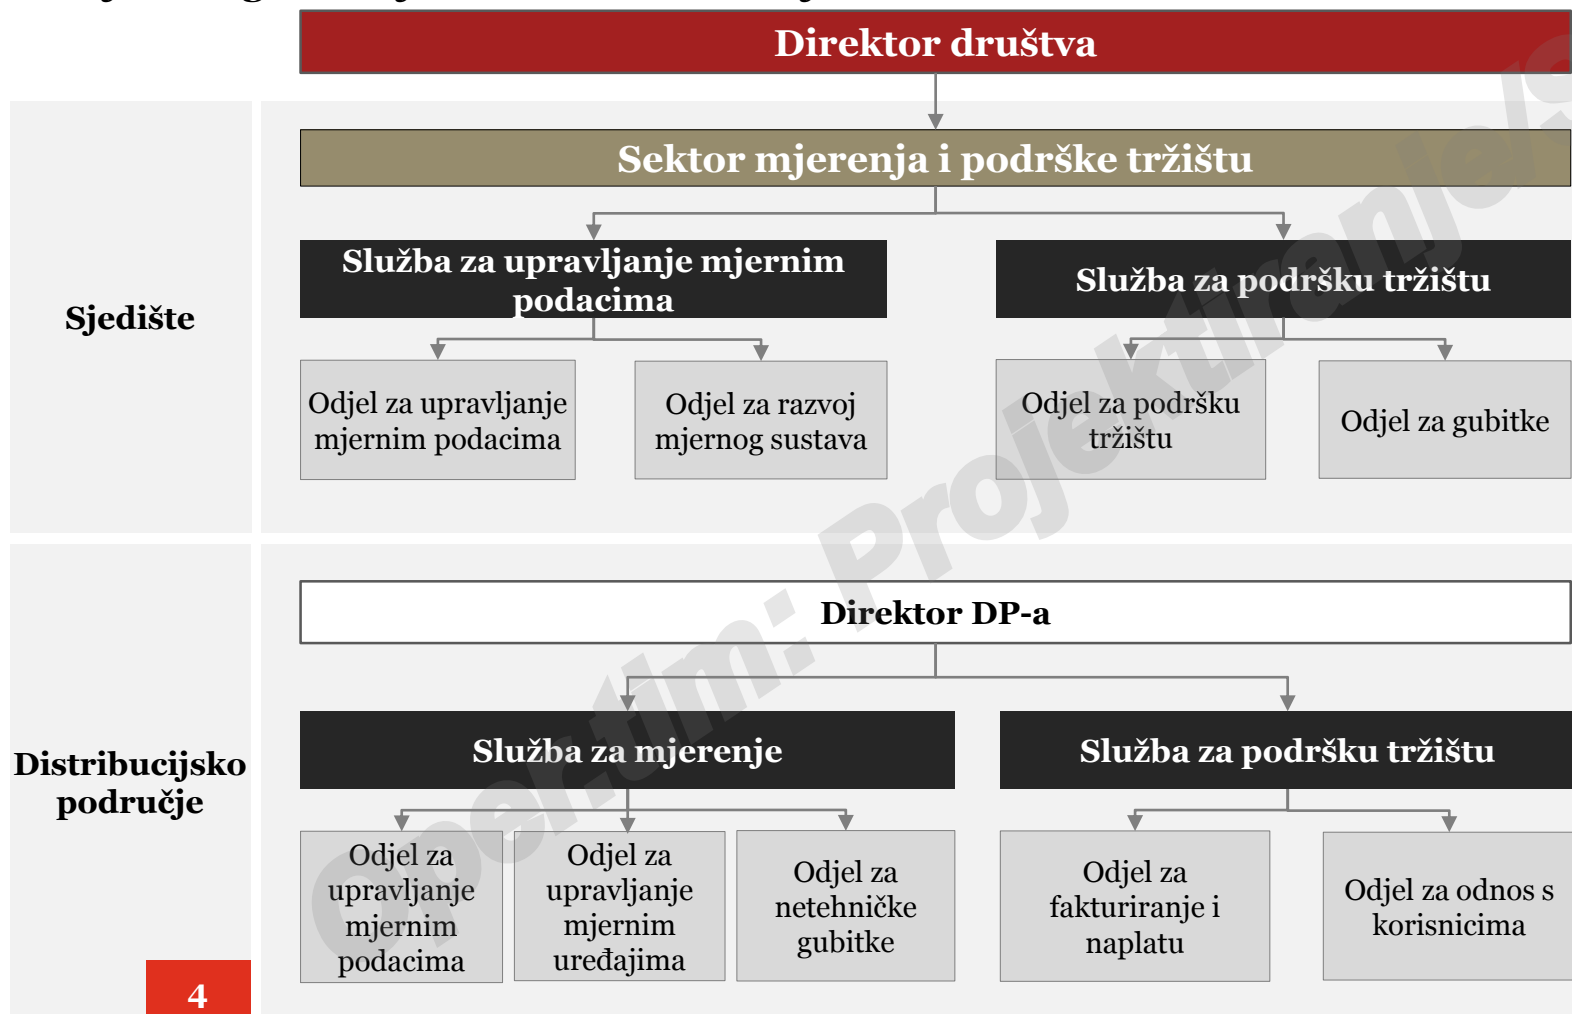 Direktor društva
Sektor mjerenja i podrške tržištu
Sjedište
Služba za upravljanje mjernim
podacima
Služba za podršku tržištu
Odjel za upravljanje
mjernim podacima
Odjel za razvoj
mjernog sustava
Odjel za podršku
tržištu
Odjel za gubitke
Distribucijsko
područje
Direktor DP-a
Služba za mjerenje
Služba za podršku tržištu
Odjel za
upravljanje
mjernim
podacima
Odjel za
upravljanje
mjernim
uređajima
Odjel za
netehničke
gubitke
Odjel za
fakturiranje i
naplatu
Odjel za odnos s
korisnicima
4
Oper.tim: Projektiranje/S